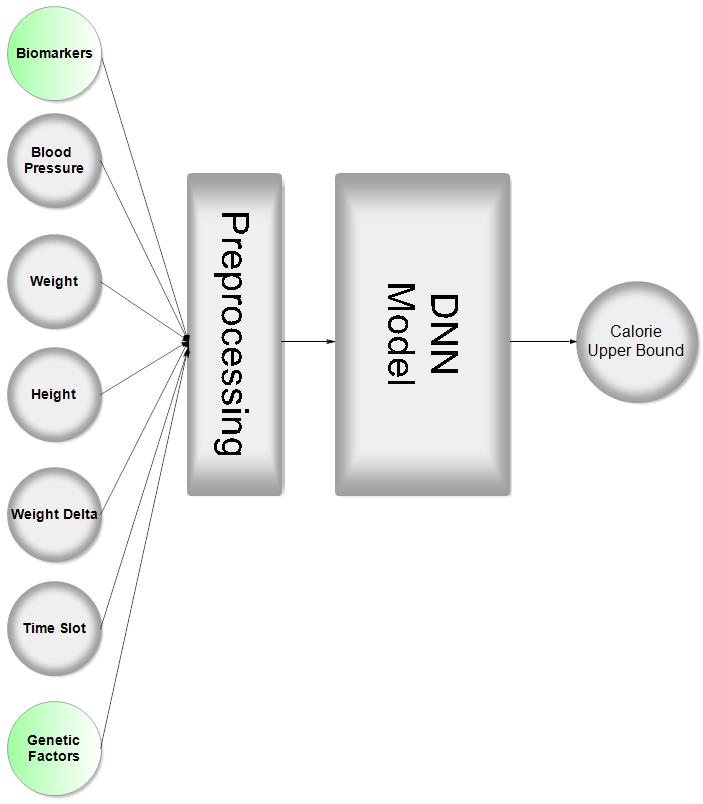 Biomarkers
Blood
Pressure
Weight
Height
Weight Delta
Time Slot
Genetic
Factors
Preprocessing
DNN
Model
Calorie
Upper Bound